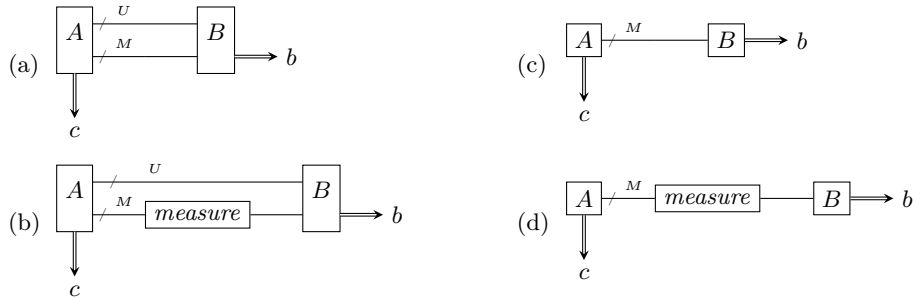 (a) A U M B b c
(c) A M B b c
(b) A U M measure B b c
(d) A M measure B b c